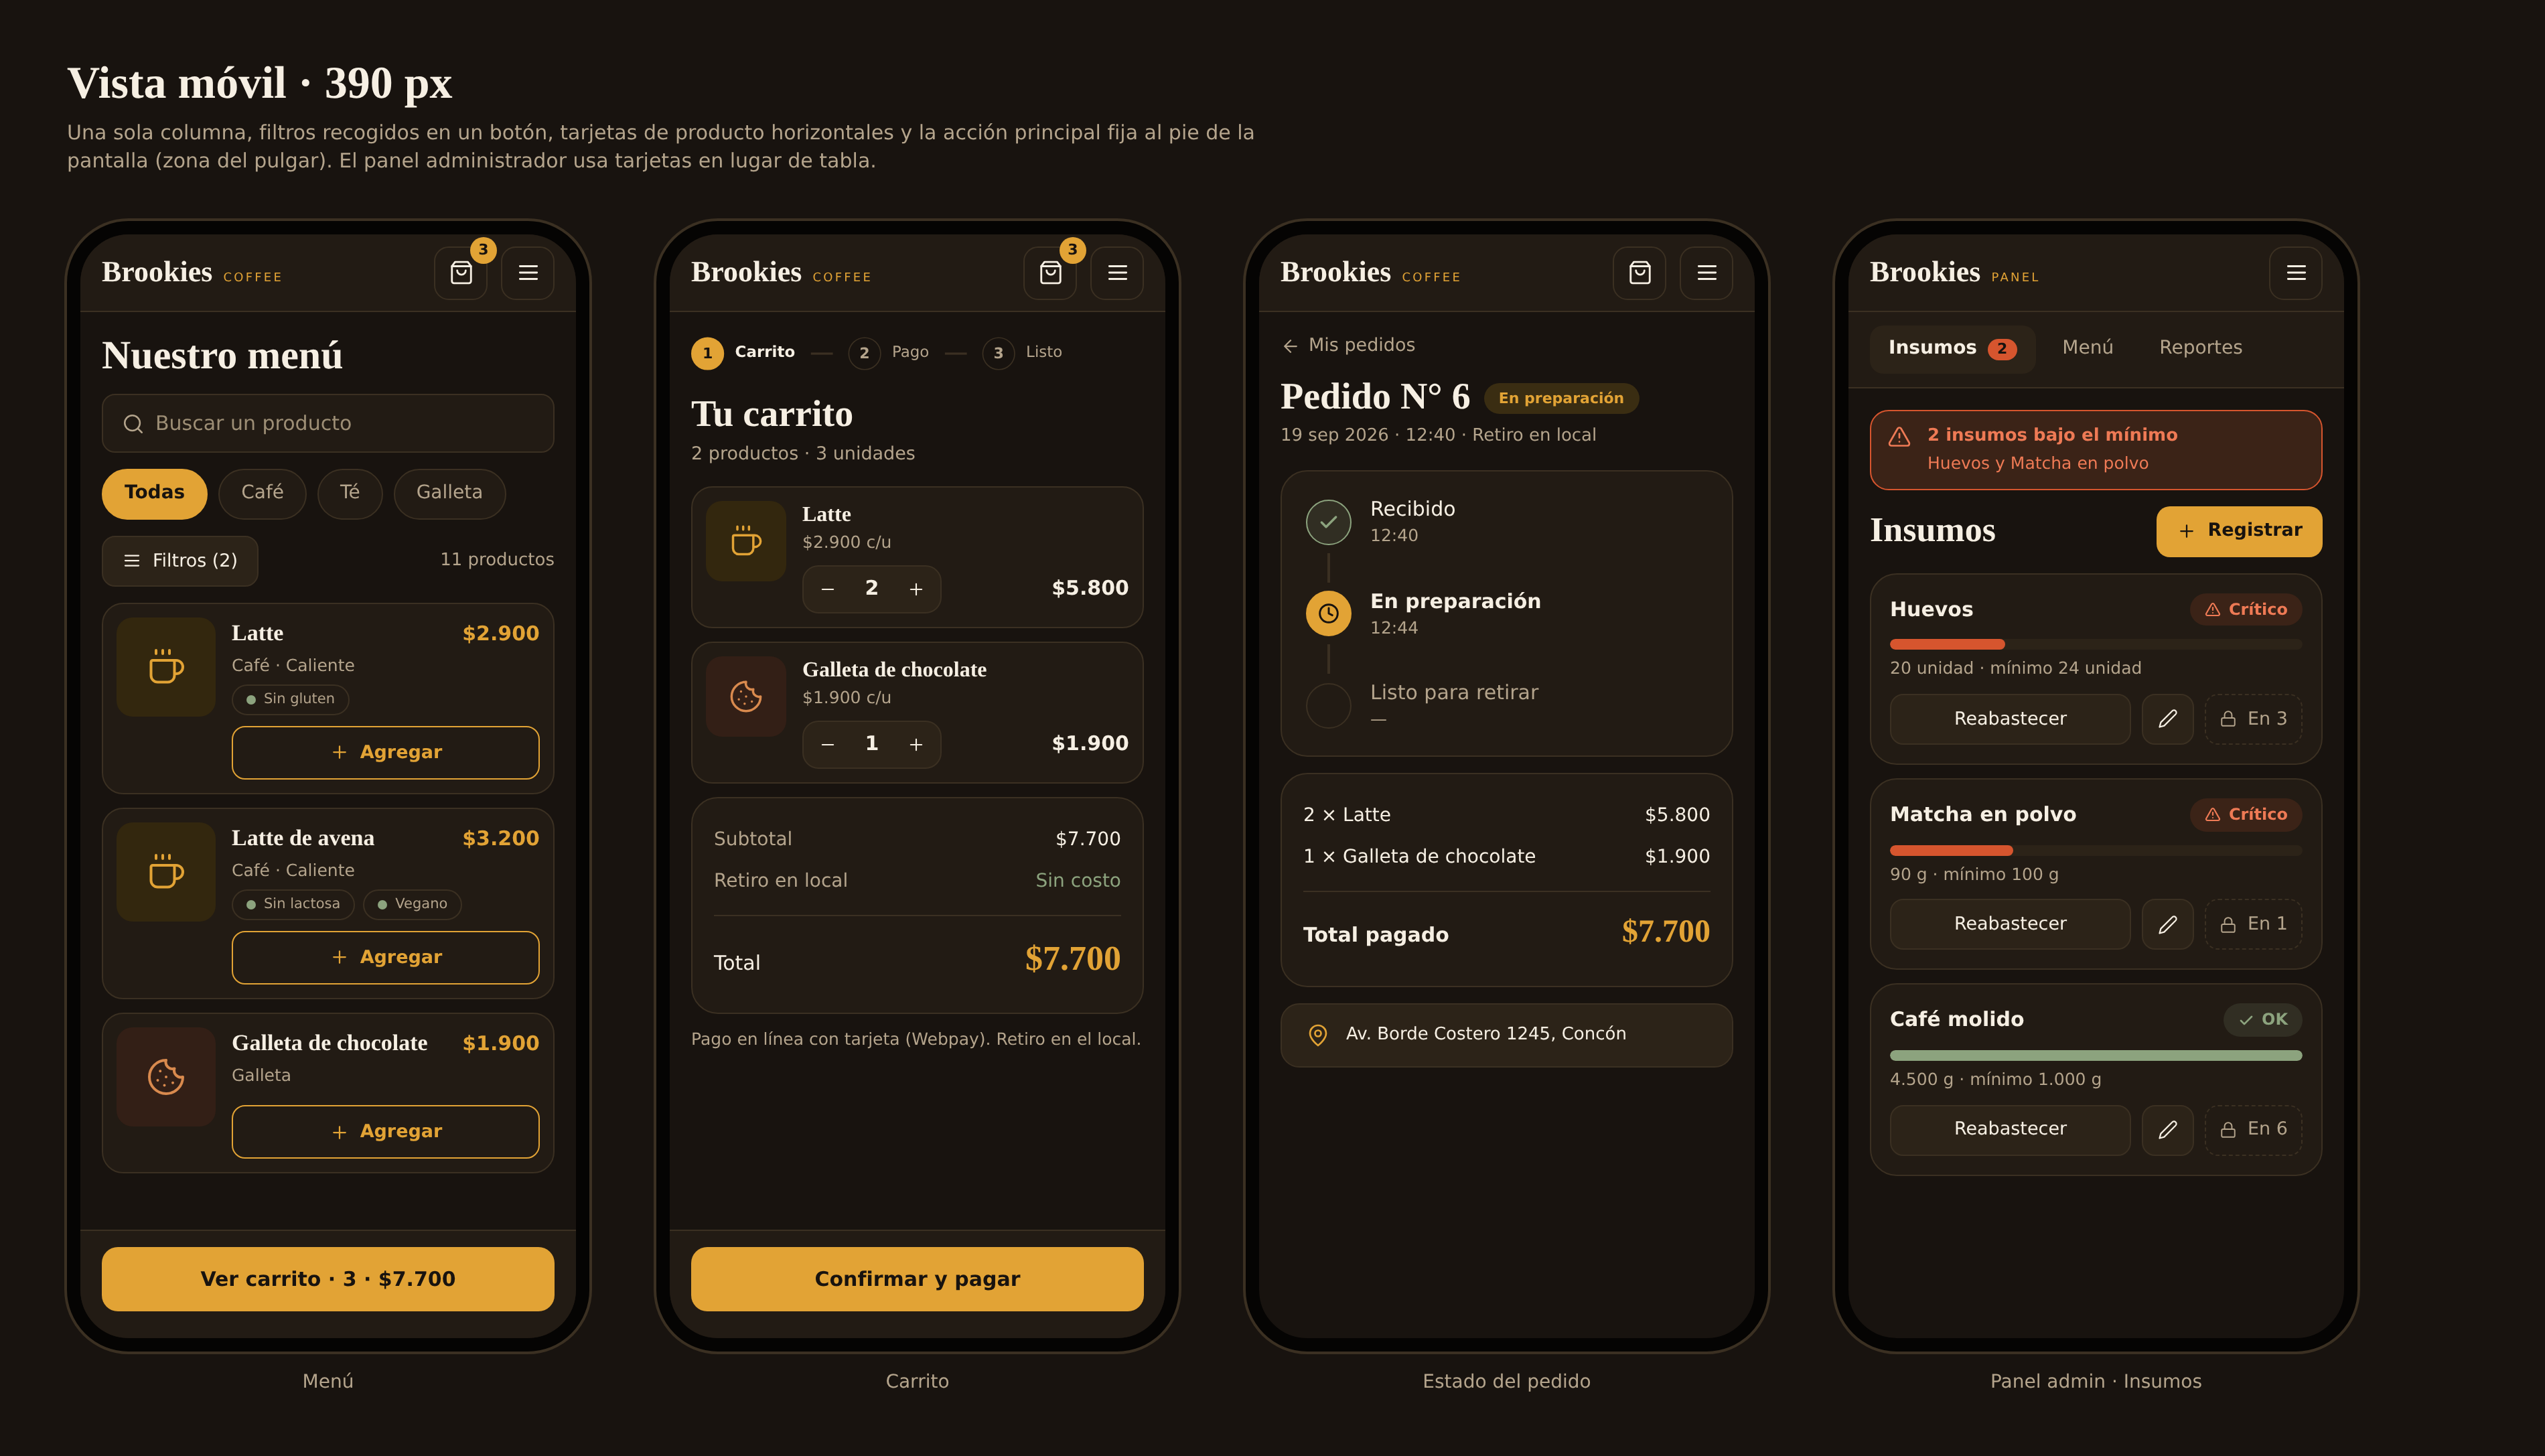 Vista móvil · 390 px
Una sola columna, filtros recogidos en un botón, tarjetas de producto horizontales y la acción principal fija al pie de la
pantalla (zona del pulgar). El panel administrador usa tarjetas en lugar de tabla.
Brookies COFFEE 3
Nuestro menú
Buscar un producto
Todas Café Té Galleta
Filtros (2) 11 productos
Latte $2.900
Café · Caliente
Sin gluten
+ Agregar
Latte de avena $3.200
Café · Caliente
Sin lactosa Vegano
+ Agregar
Galleta de chocolate $1.900
Galleta
+ Agregar
Ver carrito · 3 · $7.700
Menú
Brookies COFFEE 3
1 Carrito — 2 Pago — 3 Listo
Tu carrito
2 productos · 3 unidades
Latte
$2.900 c/u
− 2 + $5.800
Galleta de chocolate
$1.900 c/u
− 1 + $1.900
Subtotal $7.700
Retiro en local Sin costo
Total $7.700
Pago en línea con tarjeta (Webpay). Retiro en el local.
Confirmar y pagar
Carrito
Brookies COFFEE
← Mis pedidos
Pedido N° 6 En preparación
19 sep 2026 · 12:40 · Retiro en local
Recibido
12:40
En preparación
12:44
Listo para retirar
—
2 × Latte $5.800
1 × Galleta de chocolate $1.900
Total pagado $7.700
Av. Borde Costero 1245, Concón
Estado del pedido
Brookies PANEL
Insumos 2 Menú Reportes
2 insumos bajo el mínimo
Huevos y Matcha en polvo
Insumos + Registrar
Huevos Crítico
20 unidad · mínimo 24 unidad
Reabastecer En 3
Matcha en polvo Crítico
90 g · mínimo 100 g
Reabastecer En 1
Café molido OK
4.500 g · mínimo 1.000 g
Reabastecer En 6
Panel admin · Insumos